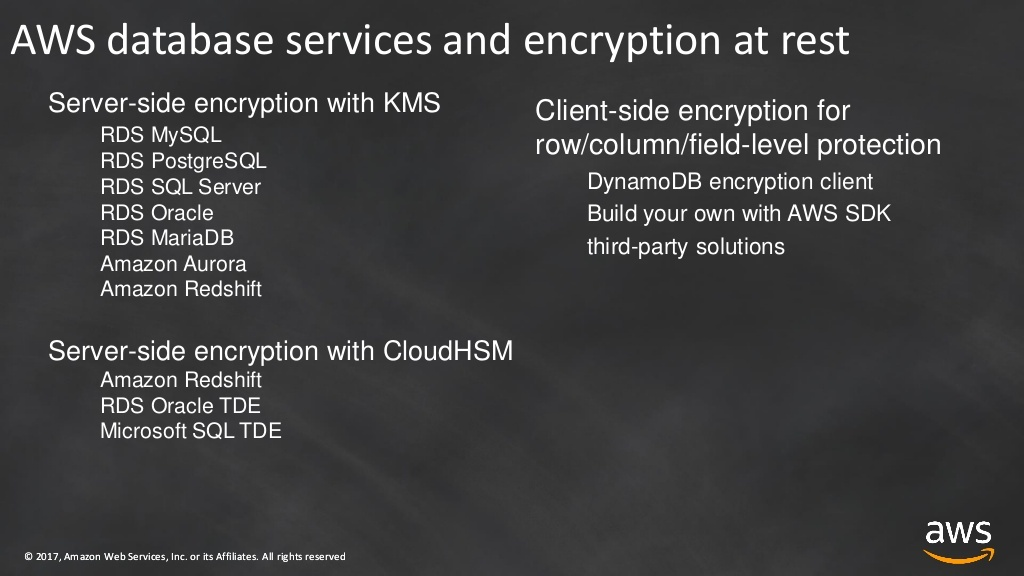 AWS database services and encryption at rest
Server-side encryption with KMS
RDS MySQL
RDS PostgreSQL
RDS SQL Server
RDS Oracle
RDS MariaDB
Amazon Aurora
Amazon Redshift
Server-side encryption with CloudHSM
Amazon Redshift
RDS Oracle TDE
Microsoft SQL TDE
Client-side encryption for
row/column/field-level protection
DynamoDB encryption client
Build your own with AWS SDK
third-party solutions
© 2017, Amazon Web Services, Inc. or its Affiliates. All rights reserved
aws